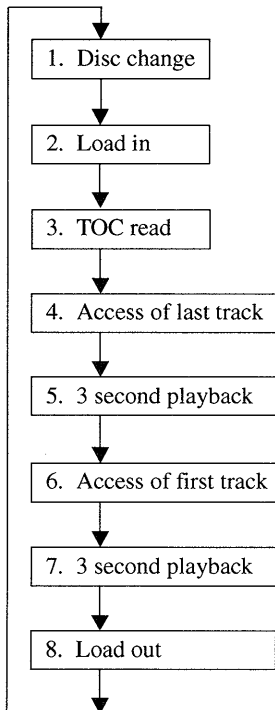 1. Disc change
2. Load in
3. TOC read
4. Access of last track
5. 3 second playback
6. Access of first track
7. 3 second playback
8. Load out